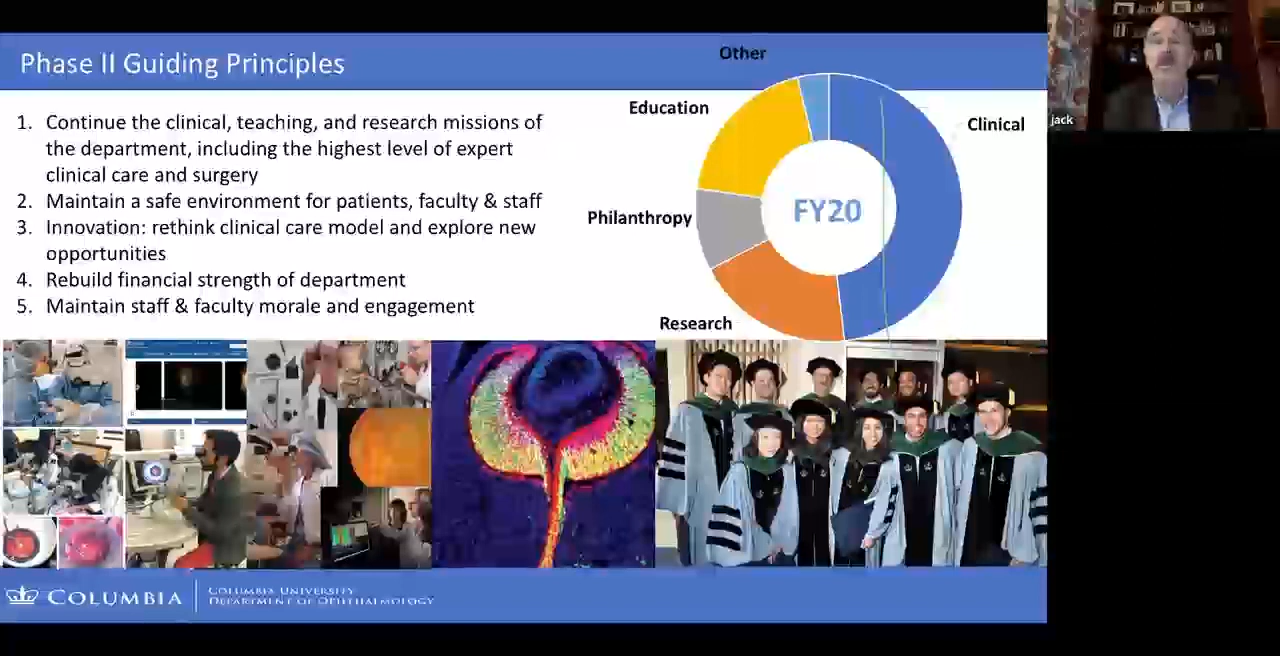 Phase II Guiding Principles
1. Continue the clinical, teaching, and research missions of
the department, including the highest level of expert
clinical care and surgery
2. Maintain a safe environment for patients, faculty & staff
3. Innovation: rethink clinical care model and explore new
opportunities
4. Rebuild financial strength of department
5. Maintain staff & faculty morale and engagement
Other
Education
Clinical
Philanthropy
FY20
Research
jack
COLUMBIA
COLUMBIA UNIVERSITY
DEPARTMENT OF OPHTHALMOLOGY